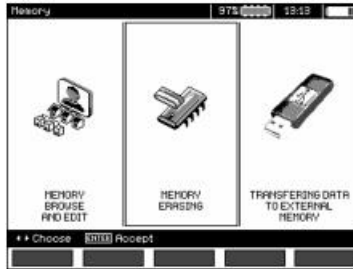 Memory 97% 13:13
MEMORY
BROWSE
AND EDIT
MEMORY
ERASING
TRANSFERING DATA
TO EXTERNAL
MEMORY
Choose ENTER Accept